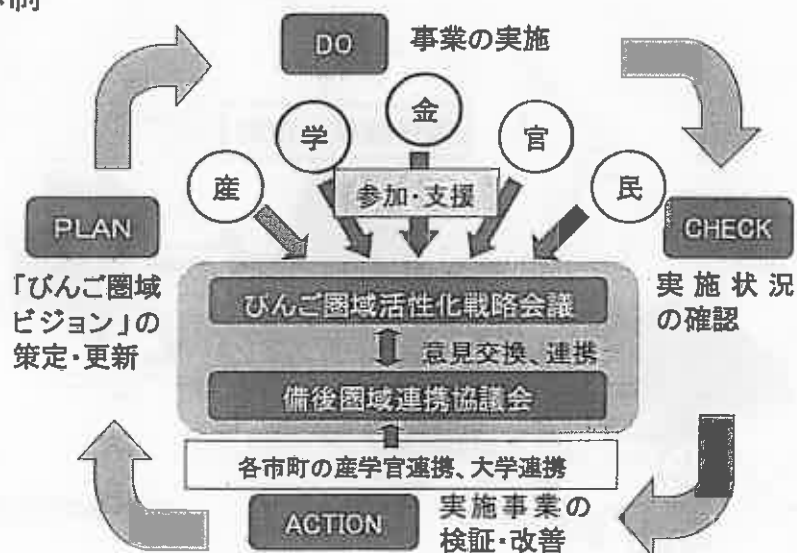 DO
事業の実施
産
学
金
官
民
参加・支援
PLAN
「びんご圏域
ビジョン」の
策定・更新
CHECK
実施状況
の確認
びんご圏域活性化戦略会議
意見交換、連携
備後圏域連携協議会
各市町の産学官連携、大学連携
ACTION
実施事業の
検証・改善